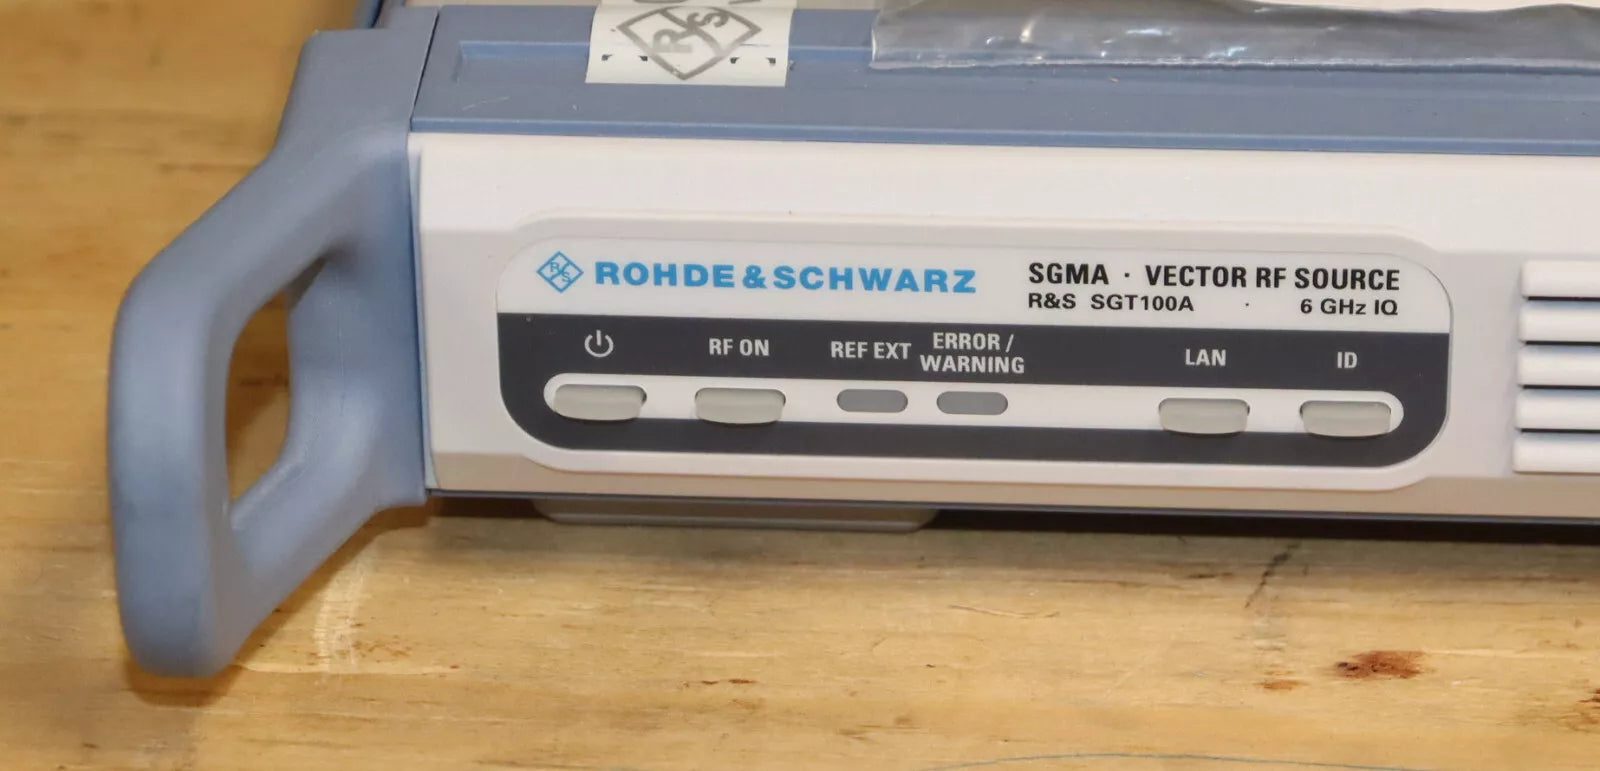 R S
R S ROHDE & SCHWARZ
SGMA · VECTOR RF SOURCE
R&S SGT100A · 6 GHz IQ
RF ON
REF EXT
ERROR /
WARNING
LAN
ID